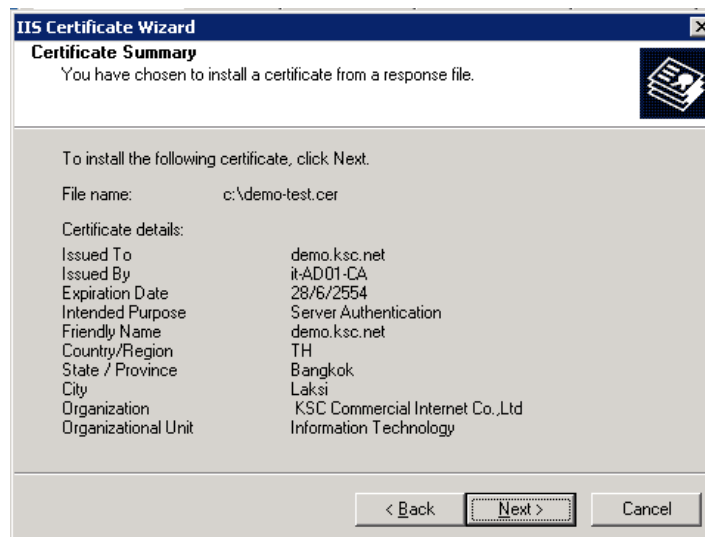 IIS Certificate Wizard
Certificate Summary
You have chosen to install a certificate from a response file.
To install the following certificate, click Next.
File name: c:\demo-test.cer
Certificate details:
Issued To demo.ksc.net
Issued By it-AD01-CA
Expiration Date 28/6/2554
Intended Purpose Server Authentication
Friendly Name demo.ksc.net
Country/Region TH
State / Province Bangkok
City Laksi
Organization KSC Commercial Internet Co.,Ltd
Organizational Unit Information Technology
< Back Next > Cancel